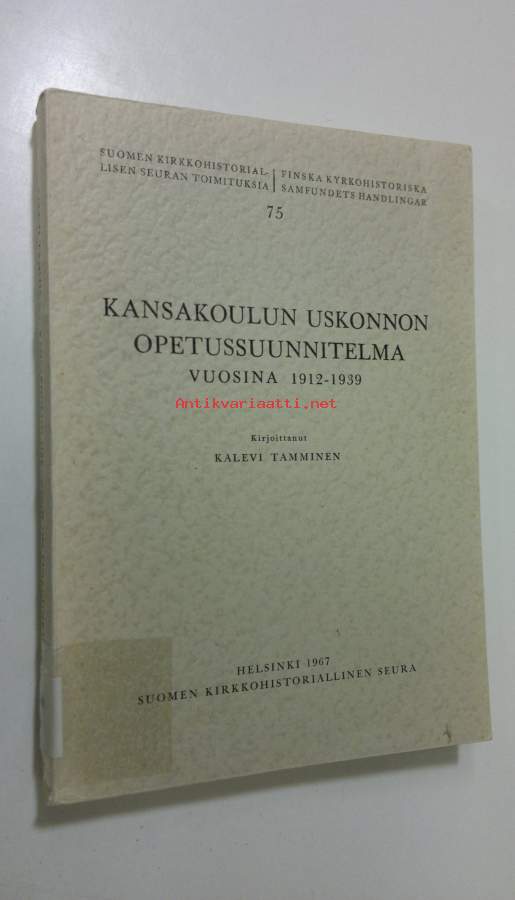 SUOMEN KIRKKOHISTORIAL-
LISEN SEURAN TOIMITUKSIA
FINSKA KYRKOHISTORISKA
SAMFUNDETS HANDLINGAR
75
KANSAKOULUN USKONNON
OPETUSSUUNNITELMA
VUOSINA 1912-1939
Antikvariaatti.net
Kirjoittanut
KALEVI TAMMINEN
HELSINKI 1967
SUOMEN KIRKKOHISTORIALLINEN SEURA